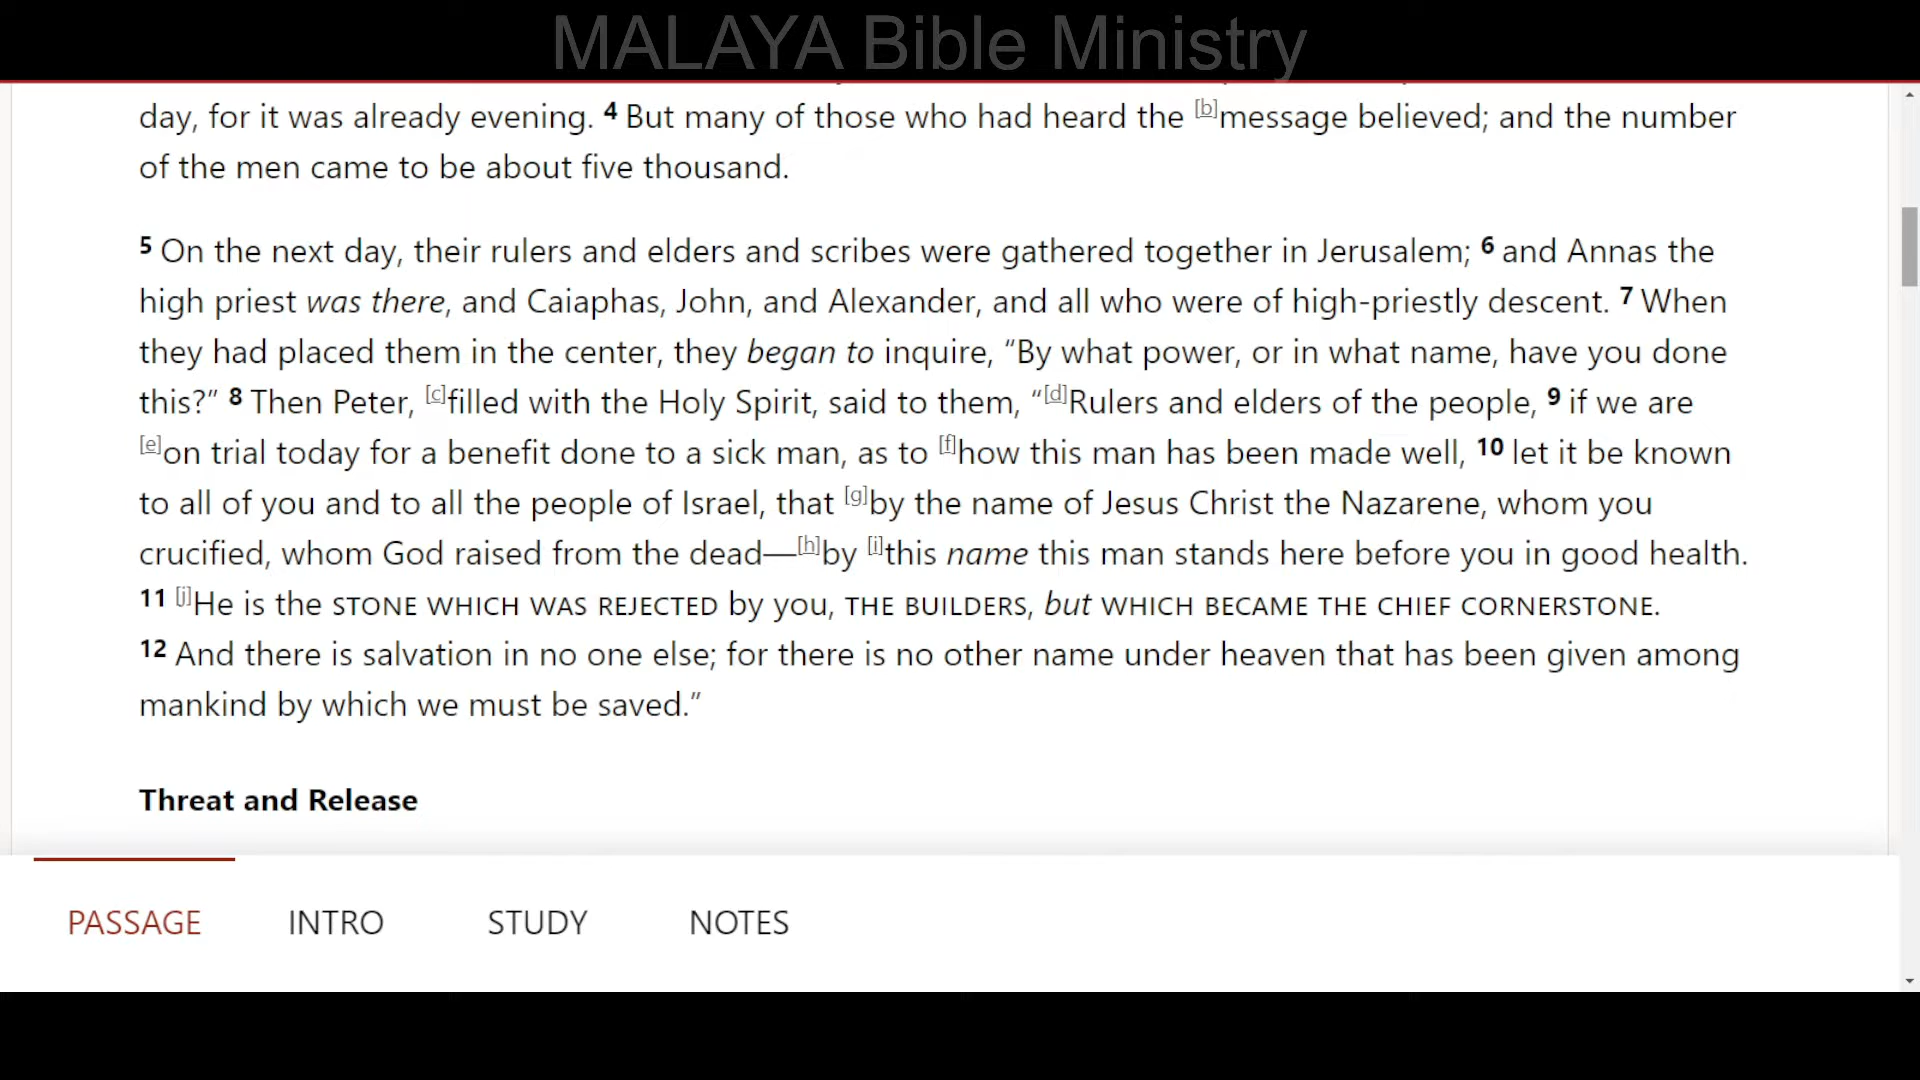 MALAYA Bible Ministry
day, for it was already evening. 4 But many of those who had heard the [b]message believed; and the number
of the men came to be about five thousand.
5 On the next day, their rulers and elders and scribes were gathered together in Jerusalem; 6 and Annas the
high priest was there, and Caiaphas, John, and Alexander, and all who were of high-priestly descent. 7 When
they had placed them in the center, they began to inquire, “By what power, or in what name, have you done
this?” 8 Then Peter, [c]filled with the Holy Spirit, said to them, “[d]Rulers and elders of the people, 9 if we are
[e]on trial today for a benefit done to a sick man, as to [f]how this man has been made well, 10 let it be known
to all of you and to all the people of Israel, that [g]by the name of Jesus Christ the Nazarene, whom you
crucified, whom God raised from the dead—[h]by [i]this name this man stands here before you in good health.
11 [j]He is the STONE WHICH WAS REJECTED by you, THE BUILDERS, but WHICH BECAME THE CHIEF CORNERSTONE.
12 And there is salvation in no one else; for there is no other name under heaven that has been given among
mankind by which we must be saved.”
Threat and Release
PASSAGE INTRO STUDY NOTES